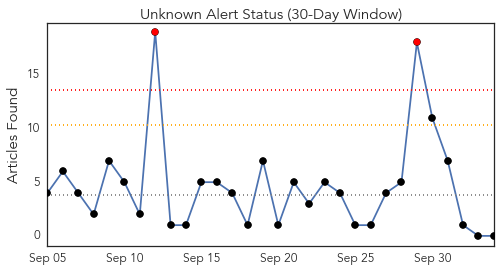 Unknown Alert Status (30-Day Window)
Articles Found
15
10
5
0
Sep 05 Sep 10 Sep 15 Sep 20 Sep 25 Sep 30